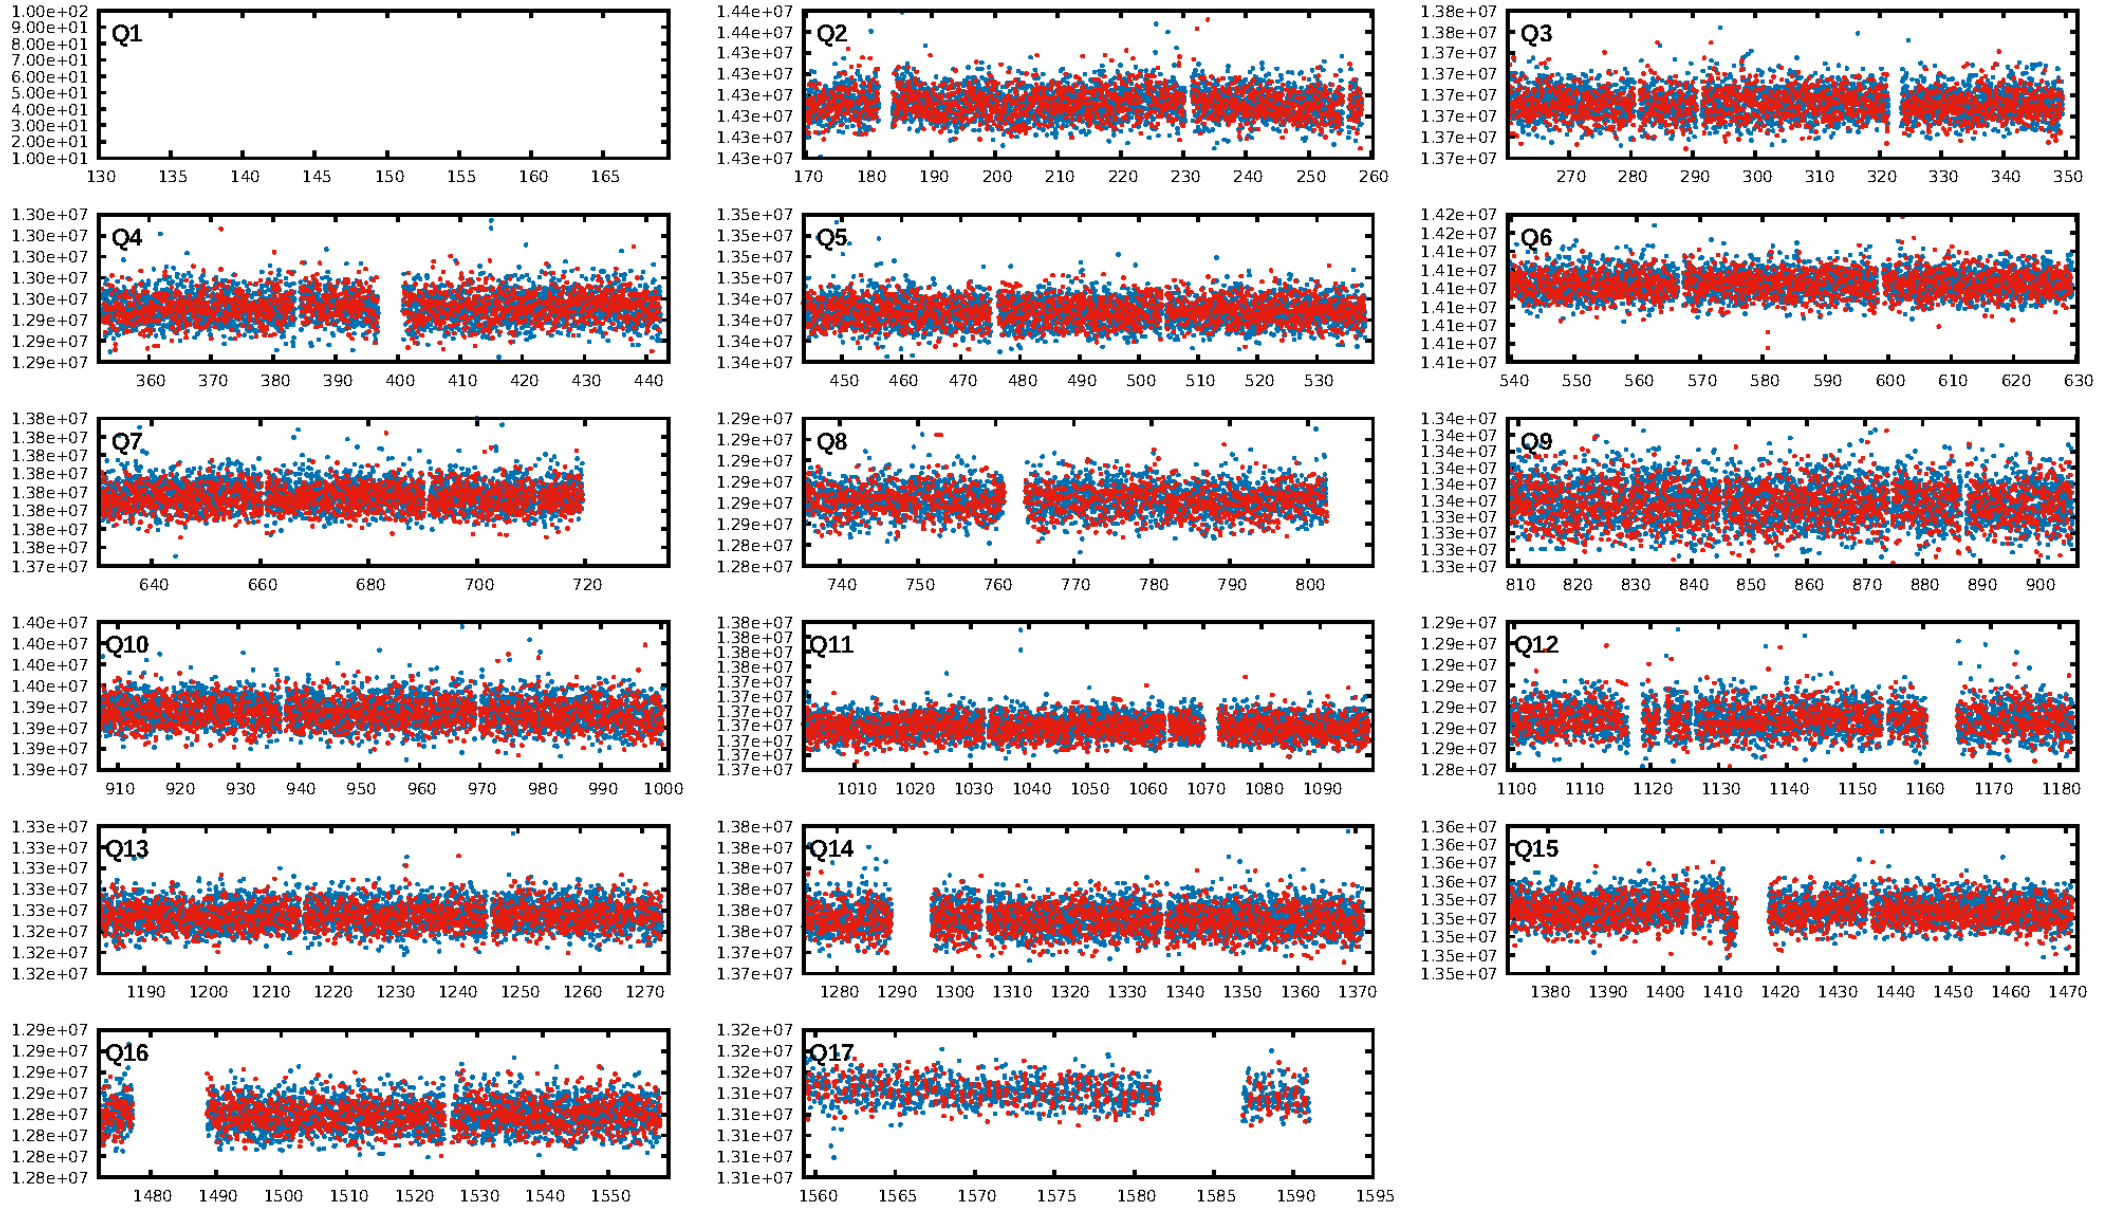 1.00e+02
9.00e+01
8.00e+01
7.00e+01
6.00e+01
5.00e+01
4.00e+01
3.00e+01
2.00e+01
1.00e+01
Q1
130 135 140 145 150 155 160 165
1.44e+07
1.44e+07
1.43e+07
1.43e+07
1.43e+07
1.43e+07
1.43e+07
1.43e+07
Q2
170 180 190 200 210 220 230 240 250 260
1.38e+07
1.38e+07
1.37e+07
1.37e+07
1.37e+07
1.37e+07
1.37e+07
1.37e+07
Q3
270 280 290 300 310 320 330 340 350
1.30e+07
1.30e+07
1.30e+07
1.30e+07
1.30e+07
1.29e+07
1.29e+07
1.29e+07
Q4
360 370 380 390 400 410 420 430 440
1.35e+07
1.35e+07
1.35e+07
1.35e+07
1.34e+07
1.34e+07
1.34e+07
1.34e+07
Q5
450 460 470 480 490 500 510 520 530
1.42e+07
1.42e+07
1.41e+07
1.41e+07
1.41e+07
1.41e+07
1.41e+07
1.41e+07
1.41e+07
Q6
540 550 560 570 580 590 600 610 620 630
1.38e+07
1.38e+07
1.38e+07
1.38e+07
1.38e+07
1.38e+07
1.38e+07
1.38e+07
1.37e+07
Q7
640 660 680 700 720
1.29e+07
1.29e+07
1.29e+07
1.29e+07
1.29e+07
1.29e+07
1.28e+07
1.28e+07
Q8
740 750 760 770 780 790 800
1.34e+07
1.34e+07
1.34e+07
1.34e+07
1.34e+07
1.34e+07
1.33e+07
1.33e+07
1.33e+07
1.33e+07
Q9
810 820 830 840 850 860 870 880 890 900
1.40e+07
1.40e+07
1.40e+07
1.40e+07
1.39e+07
1.39e+07
1.39e+07
1.39e+07
Q10
910 920 930 940 950 960 970 980 990 1000
1.38e+07
1.38e+07
1.38e+07
1.38e+07
1.37e+07
1.37e+07
1.37e+07
1.37e+07
1.37e+07
1.37e+07
1.37e+07
Q11
1010 1020 1030 1040 1050 1060 1070 1080 1090
1.29e+07
1.29e+07
1.29e+07
1.29e+07
1.29e+07
1.29e+07
1.29e+07
1.28e+07
Q12
1100 1110 1120 1130 1140 1150 1160 1170 1180
1.33e+07
1.33e+07
1.33e+07
1.33e+07
1.33e+07
1.32e+07
1.32e+07
1.32e+07
Q13
1190 1200 1210 1220 1230 1240 1250 1260 1270
1.38e+07
1.38e+07
1.38e+07
1.38e+07
1.38e+07
1.38e+07
1.37e+07
1.37e+07
Q14
1280 1290 1300 1310 1320 1330 1340 1350 1360 1370
1.36e+07
1.36e+07
1.36e+07
1.36e+07
1.35e+07
1.35e+07
1.35e+07
1.35e+07
1.35e+07
Q15
1380 1390 1400 1410 1420 1430 1440 1450 1460 1470
1.29e+07
1.29e+07
1.29e+07
1.29e+07
1.28e+07
1.28e+07
1.28e+07
1.28e+07
Q16
1480 1490 1500 1510 1520 1530 1540 1550
1.32e+07
1.32e+07
1.31e+07
1.31e+07
1.31e+07
1.31e+07
1.31e+07
1.31e+07
Q17
1560 1565 1570 1575 1580 1585 1590 1595